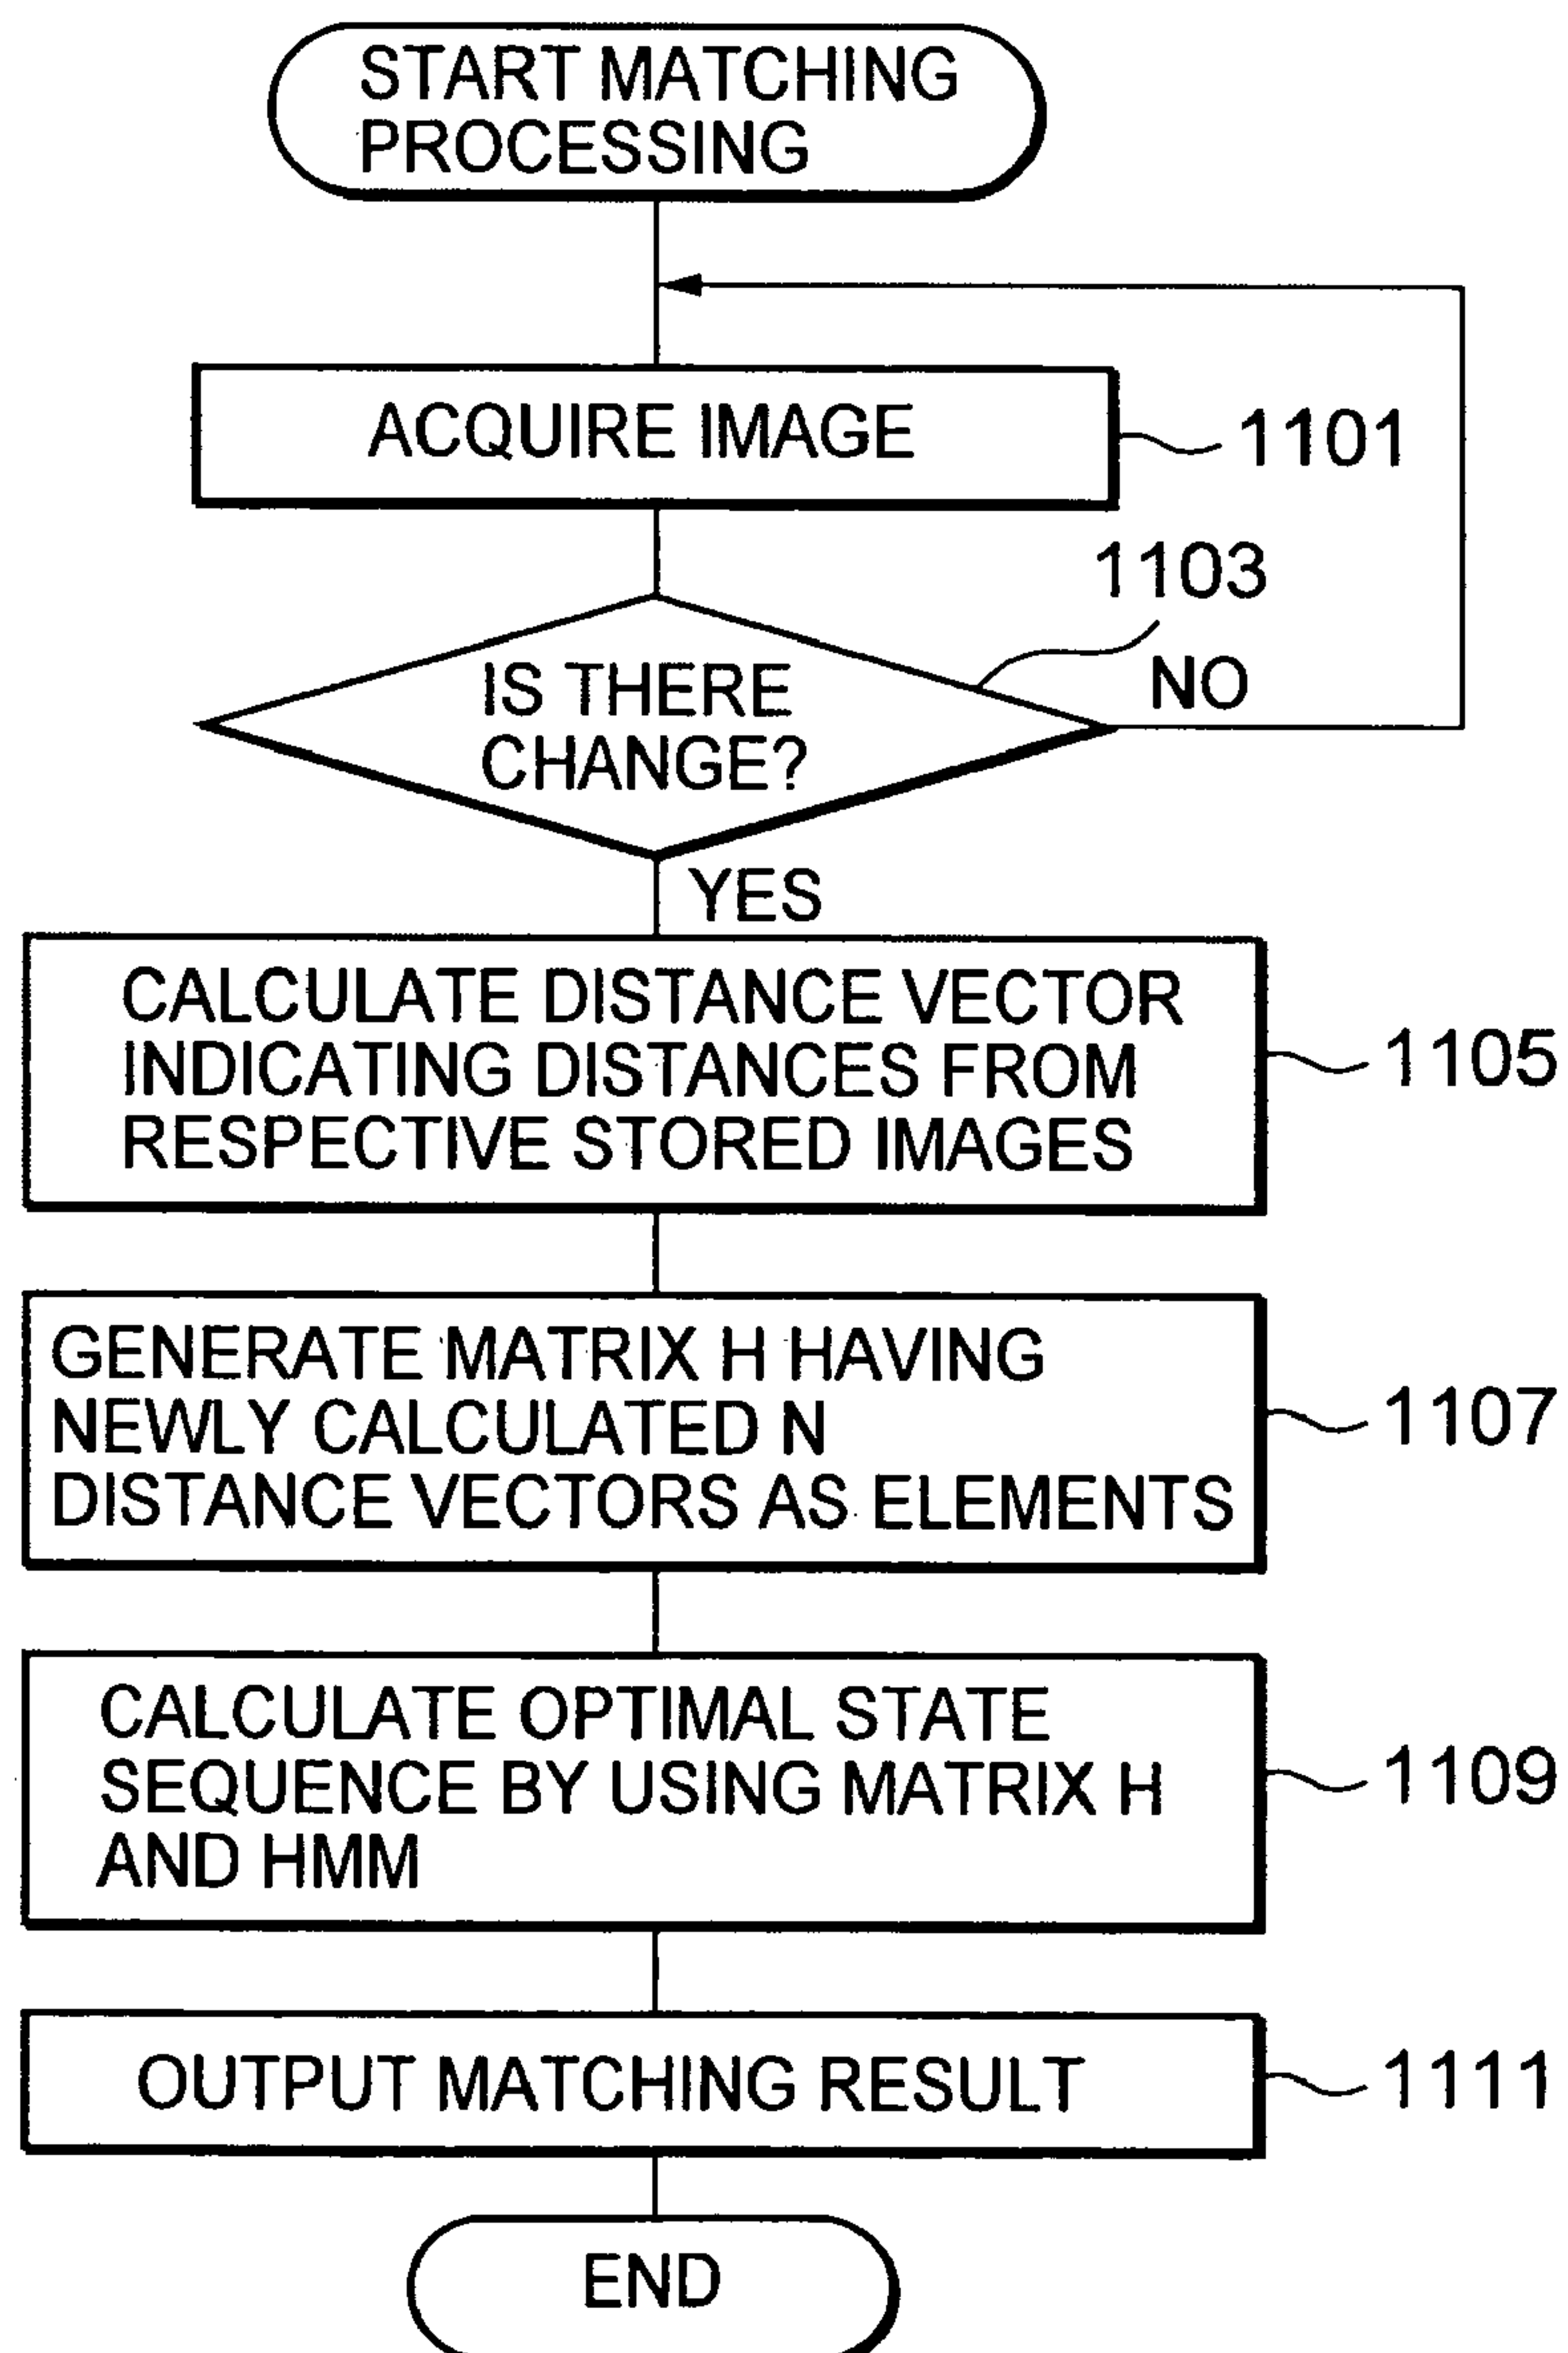 START MATCHING
PROCESSING
ACQUIRE IMAGE
1101
1103
IS THERE
CHANGE?
NO
YES
CALCULATE DISTANCE VECTOR
INDICATING DISTANCES FROM
RESPECTIVE STORED IMAGES
1105
GENERATE MATRIX H HAVING
NEWLY CALCULATED N
DISTANCE VECTORS AS ELEMENTS
1107
CALCULATE OPTIMAL STATE
SEQUENCE BY USING MATRIX H
AND HMM
1109
OUTPUT MATCHING RESULT
1111
END